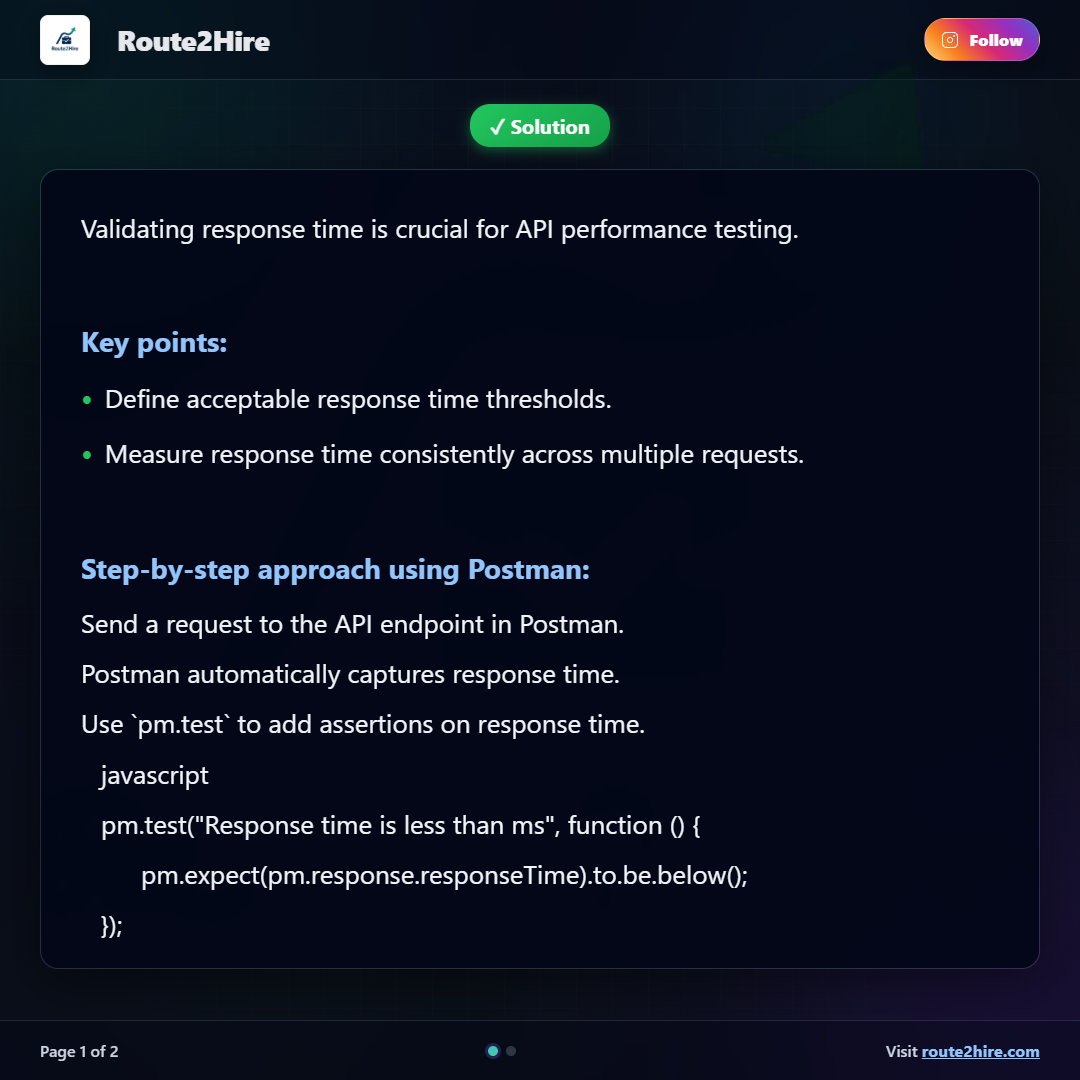 Route2Hire
Route2Hire
Follow
✓ Solution
Validating response time is crucial for API performance testing.
Key points:
• Define acceptable response time thresholds.
• Measure response time consistently across multiple requests.
Step-by-step approach using Postman:
Send a request to the API endpoint in Postman.
Postman automatically captures response time.
Use `pm.test` to add assertions on response time.
javascript
pm.test("Response time is less than ms", function () {
pm.expect(pm.response.responseTime).to.be.below();
});
Page 1 of 2
Visit route2hire.com